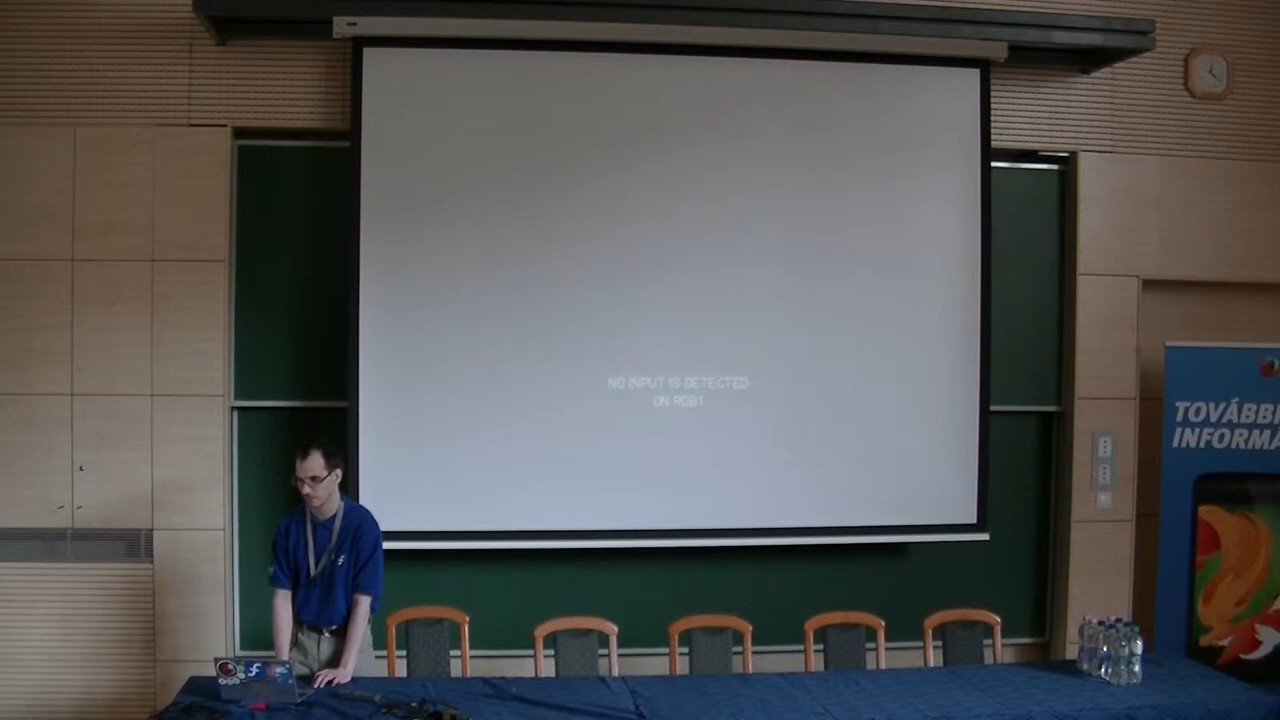 NO INPUT IS DETECTED
ON RGB1
TOVÁBBI
INFORMÁ